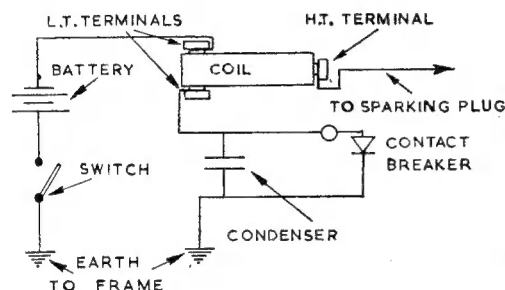 L.T. TERMINALS
H.T. TERMINAL
BATTERY
COIL
TO SPARKING PLUG
CONTACT
BREAKER
SWITCH
CONDENSER
EARTH
TO FRAME